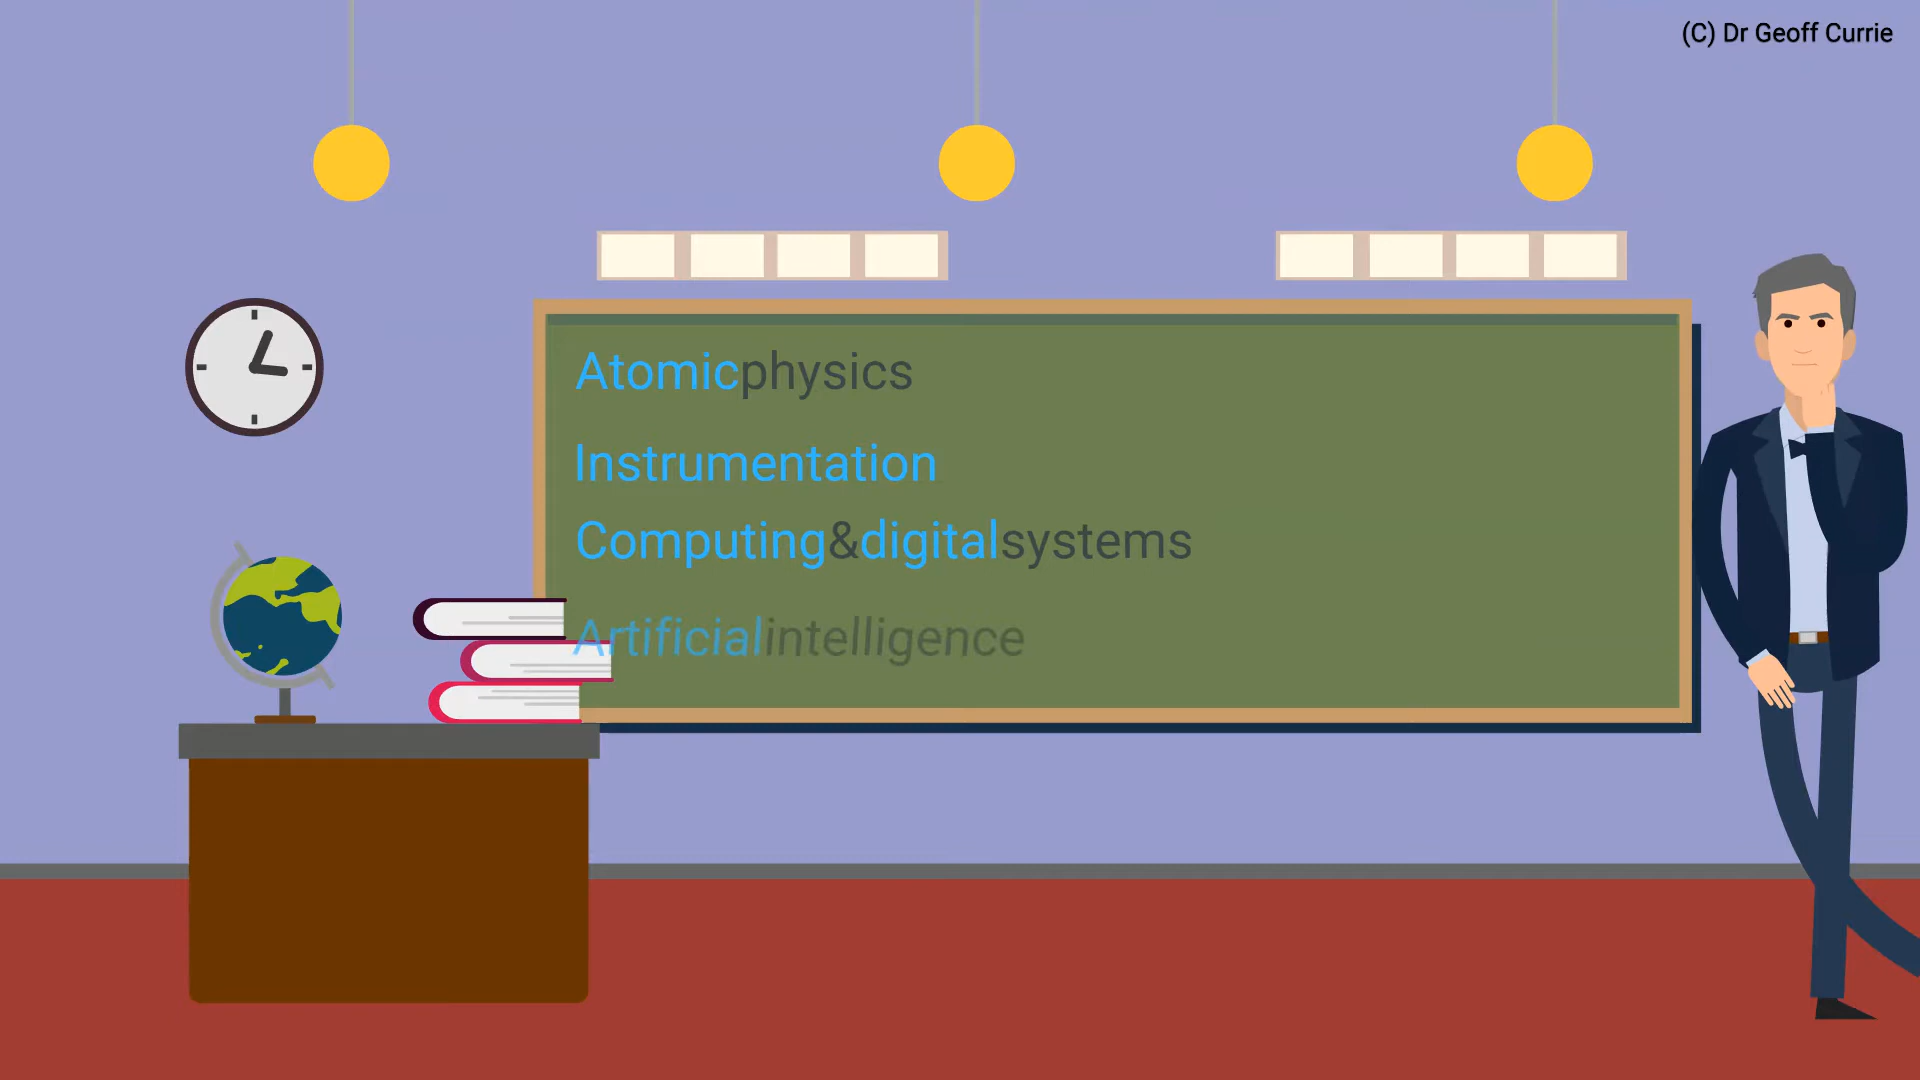 (C) Dr Geoff Currie
Atomicphysics
Instrumentation
Computing&digitalsystems
Artificialintelligence